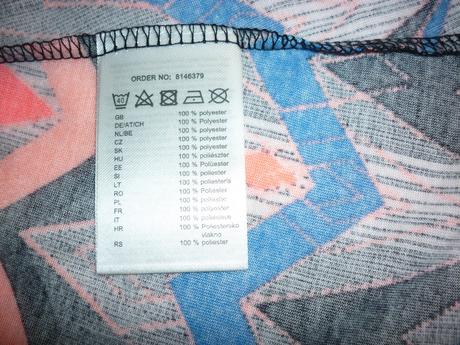 ORDER NO: 8146379
40
GB 100 % polyester
DE/AT/CH 100 % Polyester
NL/BE 100 % polyester
CZ 100 % polyester
SK 100 % polyester
HU 100 % poliészter
EE 100 % Polüester
SI 100 % poliester
LT 100 % poliesteris
RO 100 % poliester
PL 100 % poliester
FR 100 % polyester
IT 100 % poliestere
HR 100 % Poliestersko
vlakno
RS 100 % poliester